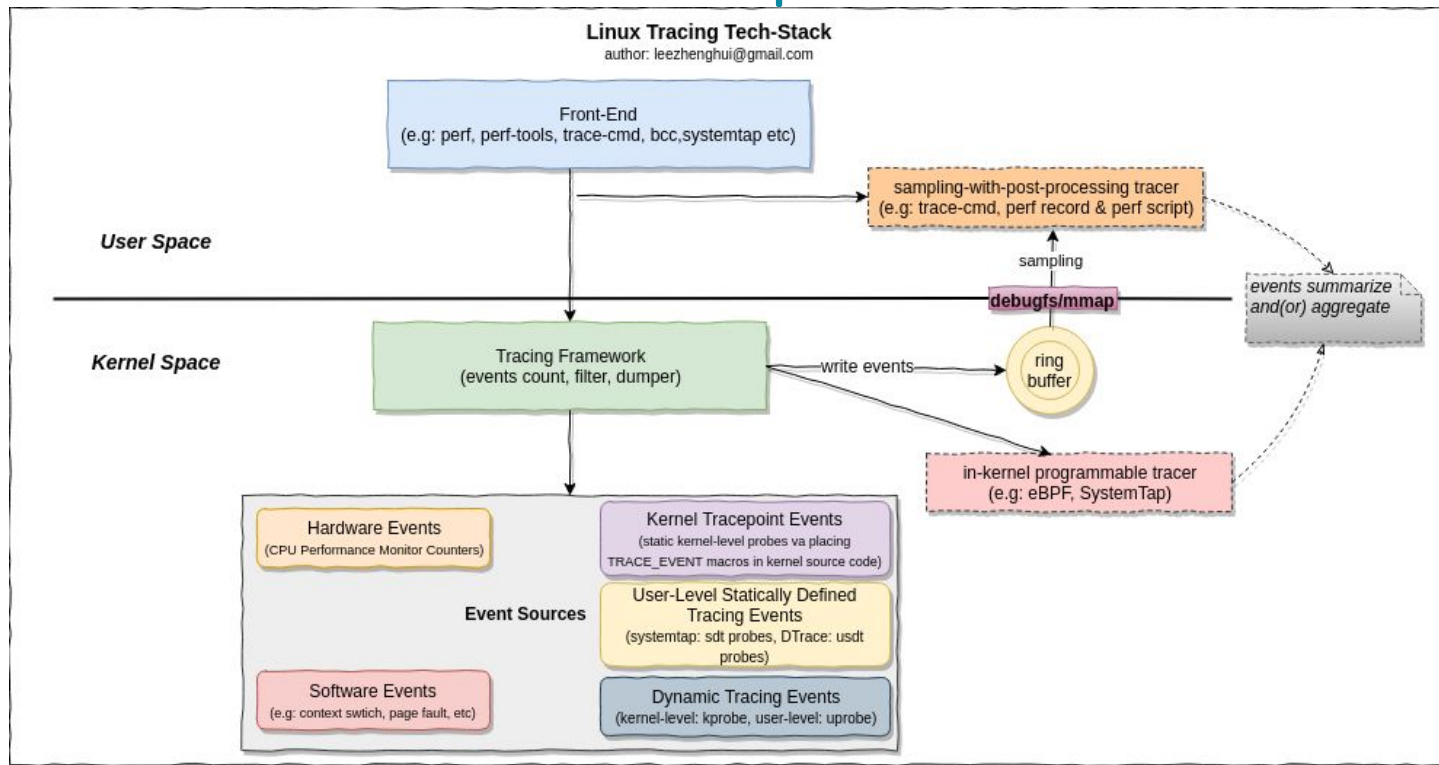 Linux Tracing Tech-Stack
author: leezhenghui@gmail.com
Front-End
(e.g: perf, perf-tools, trace-cmd, bcc,systemtap etc)
sampling-with-post-processing tracer
(e.g: trace-cmd, perf record & perf script)
User Space
sampling
events summarize
and(or) aggregate
debugfs/mmap
Kernel Space
Tracing Framework
(events count, filter, dumper)
write events
ring
buffer
in-kernel programmable tracer
(e.g: eBPF, SystemTap)
Hardware Events
(CPU Performance Monitor Counters)
Kernel Tracepoint Events
(static kernel-level probes va placing
TRACE_EVENT macros in kernel source code)
Event Sources
User-Level Statically Defined
Tracing Events
(systemtap: sdt probes, DTrace: usdt
probes)
Software Events
(e.g: context swtich, page fault, etc)
Dynamic Tracing Events
(kernel-level: kprobe, user-level: uprobe)